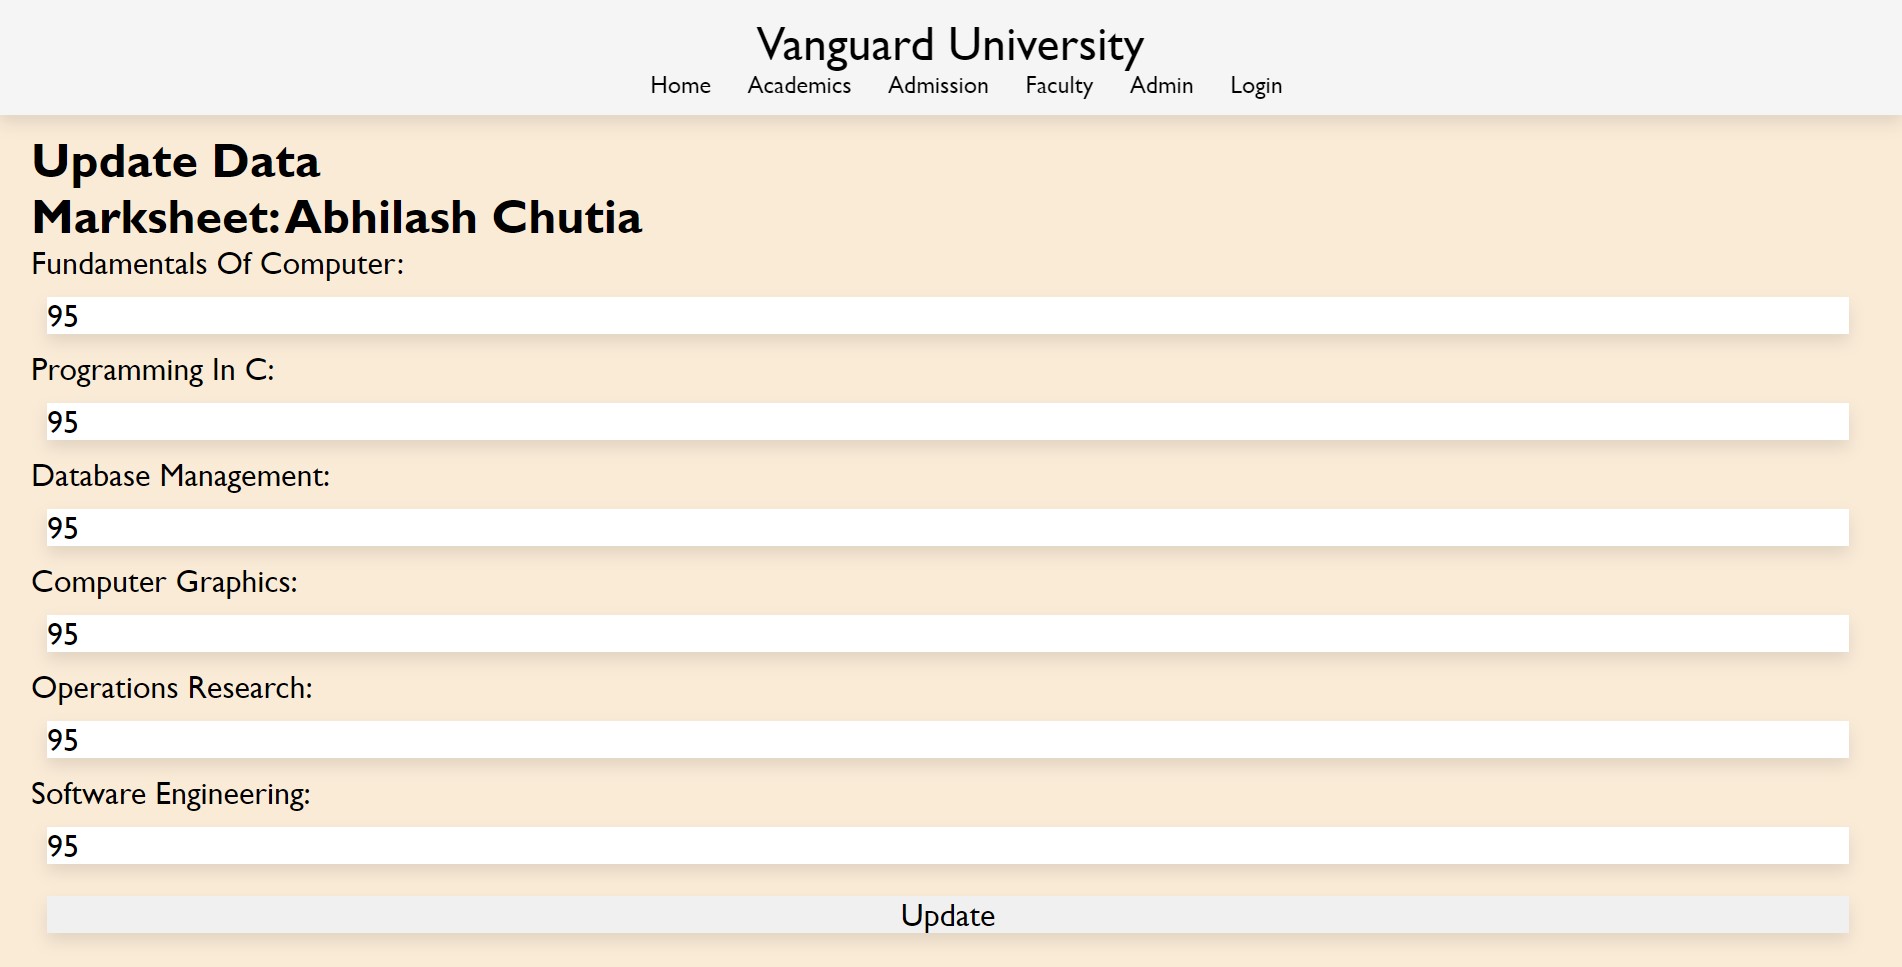 Vanguard University
Home Academics Admission Faculty Admin Login
Update Data
Marksheet:Abhilash Chutia
Fundamentals Of Computer:
95
Programming In C:
95
Database Management:
95
Computer Graphics:
95
Operations Research:
95
Software Engineering:
95
Update